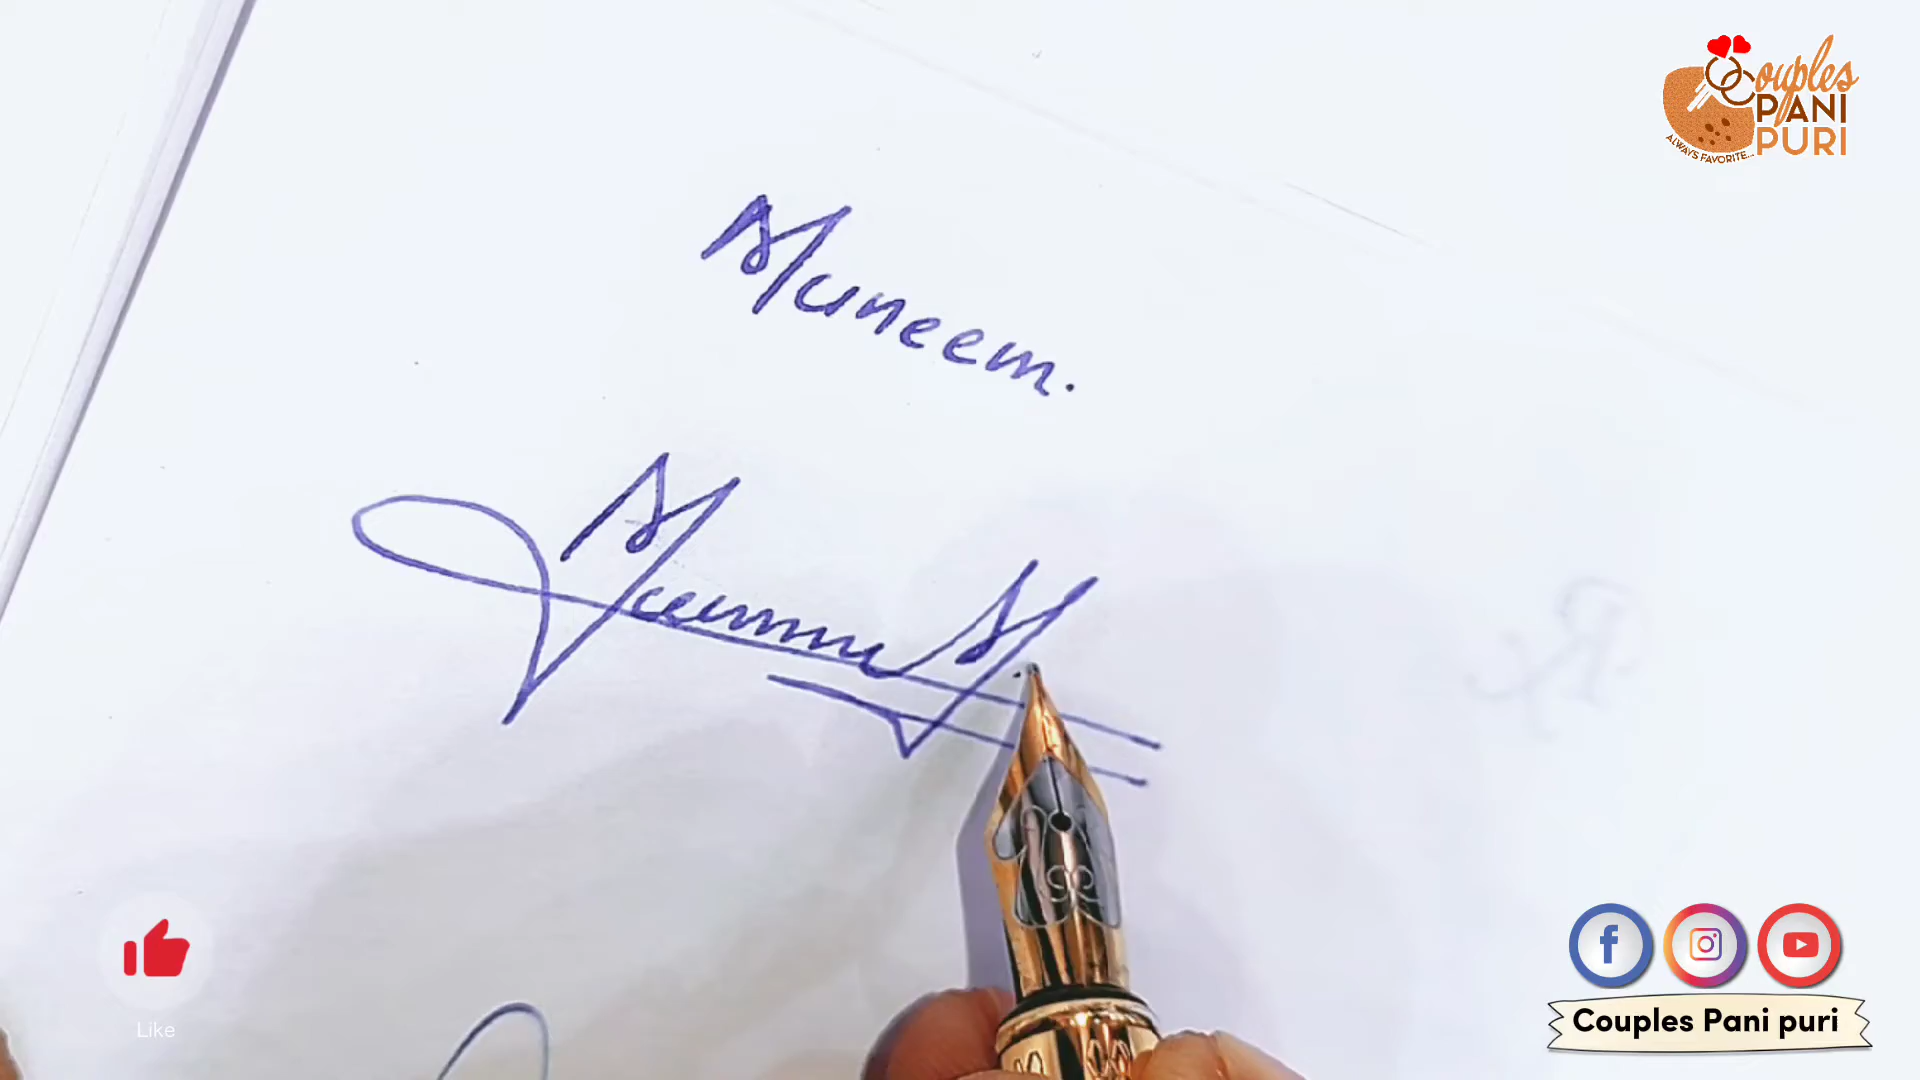 Couples
PANI
PURI
ALWAYS FAVORITE...
Muneem.
Like
Couples Pani puri